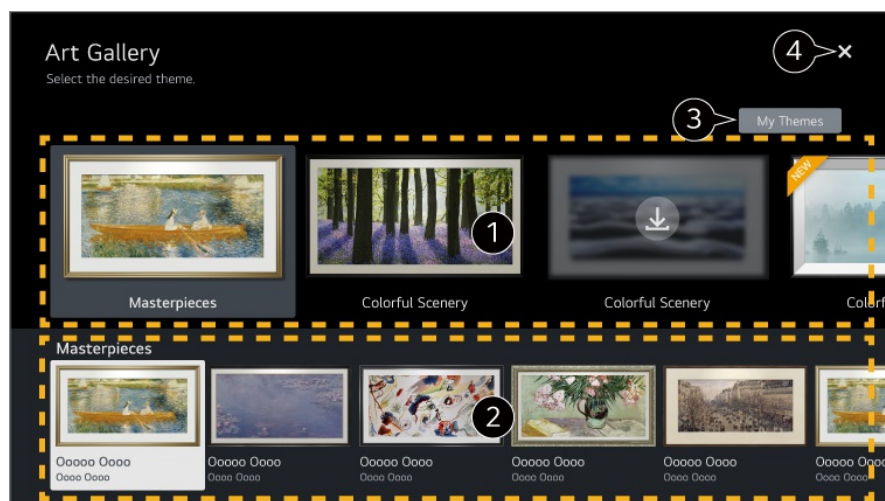 Art Gallery
Select the desired theme.
4
3
My Themes
NEW
1
Masterpieces
Colorful Scenery
Colorful Scenery
Colorf
Masterpieces
2
Ooooo Oooo
Ooooo Oooo
Ooooo Oooo
Ooooo Oooo
Ooooo Oooo
Ooooo Ooo
Oooo Oooo
Oooo Oooo
Oooo Oooo
Oooo Oooo
Oooo Oooo
Oooo Oooo